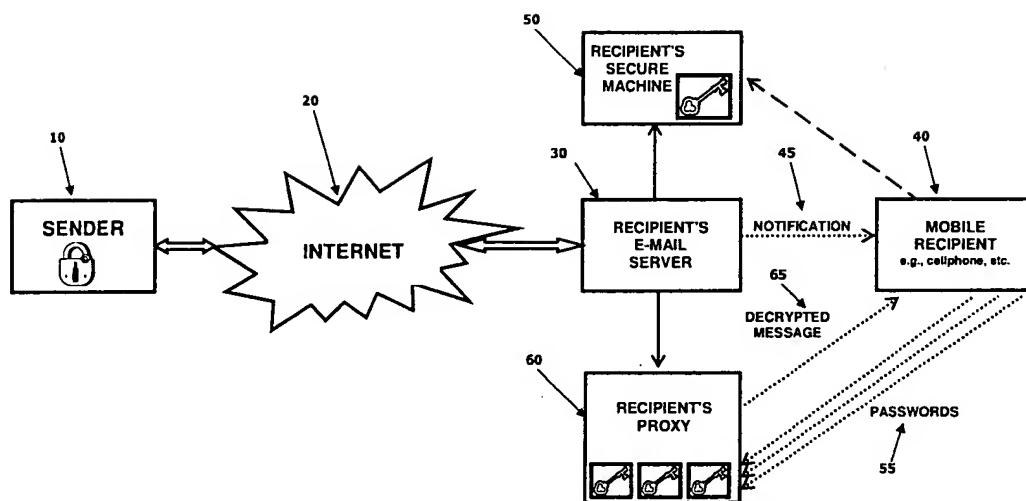 50
RECIPIENT'S
SECURE
MACHINE
10
20
30
45
40
SENDER
INTERNET
RECIPIENT'S
E-MAIL
SERVER
NOTIFICATION
MOBILE
RECIPIENT
e.g., cellphone, etc.
65
DECRYPTED
MESSAGE
60
RECIPIENT'S
PROXY
PASSWORDS
55